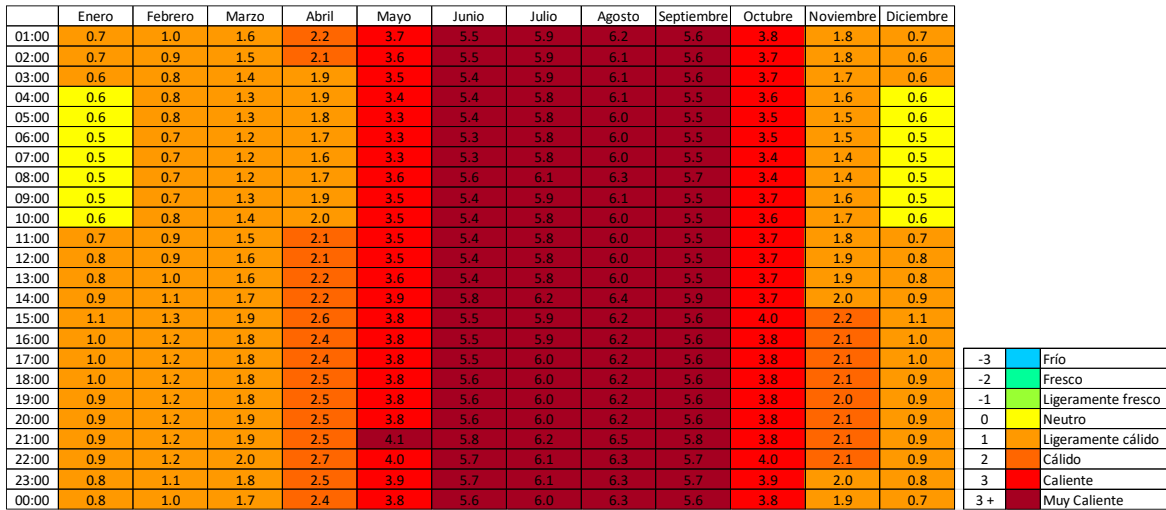 Enero Febrero Marzo Abril Mayo Junio Julio Agosto Septiembre Octubre Noviembre Diciembre
01:00 0.7 1.0 1.6 2.2 3.7 5.5 5.9 6.2 5.6 3.8 1.8 0.7
02:00 0.7 0.9 1.5 2.1 3.6 5.5 5.9 6.1 5.6 3.7 1.8 0.6
03:00 0.6 0.8 1.4 1.9 3.5 5.4 5.9 6.1 5.6 3.7 1.7 0.6
04:00 0.6 0.8 1.3 1.9 3.4 5.4 5.8 6.1 5.5 3.6 1.6 0.6
05:00 0.6 0.8 1.3 1.8 3.3 5.4 5.8 6.0 5.5 3.5 1.5 0.6
06:00 0.5 0.7 1.2 1.7 3.3 5.3 5.8 6.0 5.5 3.5 1.5 0.5
07:00 0.5 0.7 1.2 1.6 3.3 5.3 5.8 6.0 5.5 3.4 1.4 0.5
08:00 0.5 0.7 1.2 1.7 3.6 5.6 6.1 6.3 5.7 3.4 1.4 0.5
09:00 0.5 0.7 1.3 1.9 3.5 5.4 5.9 6.1 5.5 3.7 1.6 0.5
10:00 0.6 0.8 1.4 2.0 3.5 5.4 5.8 6.0 5.5 3.6 1.7 0.6
11:00 0.7 0.9 1.5 2.1 3.5 5.4 5.8 6.0 5.5 3.7 1.8 0.7
12:00 0.8 0.9 1.6 2.1 3.5 5.4 5.8 6.0 5.5 3.7 1.9 0.8
13:00 0.8 1.0 1.6 2.2 3.6 5.4 5.8 6.0 5.5 3.7 1.9 0.8
14:00 0.9 1.1 1.7 2.2 3.9 5.8 6.2 6.4 5.9 3.7 2.0 0.9
15:00 1.1 1.3 1.9 2.6 3.8 5.5 5.9 6.2 5.6 4.0 2.2 1.1
16:00 1.0 1.2 1.8 2.4 3.8 5.5 5.9 6.2 5.6 3.8 2.1 1.0
17:00 1.0 1.2 1.8 2.4 3.8 5.5 6.0 6.2 5.6 3.8 2.1 1.0
18:00 1.0 1.2 1.8 2.5 3.8 5.6 6.0 6.2 5.6 3.8 2.1 0.9
19:00 0.9 1.2 1.8 2.5 3.8 5.6 6.0 6.2 5.6 3.8 2.0 0.9
20:00 0.9 1.2 1.9 2.5 3.8 5.6 6.0 6.2 5.6 3.8 2.1 0.9
21:00 0.9 1.2 1.9 2.5 4.1 5.8 6.2 6.5 5.8 3.8 2.1 0.9
22:00 0.9 1.2 2.0 2.7 4.0 5.7 6.1 6.3 5.7 4.0 2.1 0.9
23:00 0.8 1.1 1.8 2.5 3.9 5.7 6.1 6.3 5.7 3.9 2.0 0.8
00:00 0.8 1.0 1.7 2.4 3.8 5.6 6.0 6.3 5.6 3.8 1.9 0.7
-3 Frío
-2 Fresco
-1 Ligeramente fresco
0 Neutro
1 Ligeramente cálido
2 Cálido
3 Caliente
3 + Muy Caliente